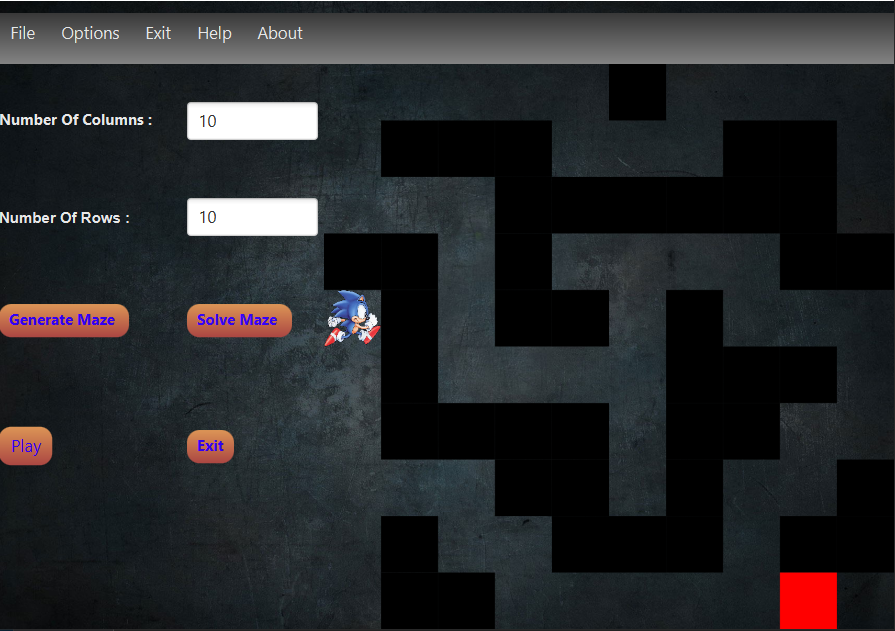 File Options Exit Help About
Number Of Columns : 10
Number Of Rows : 10
Generate Maze Solve Maze
Play Exit